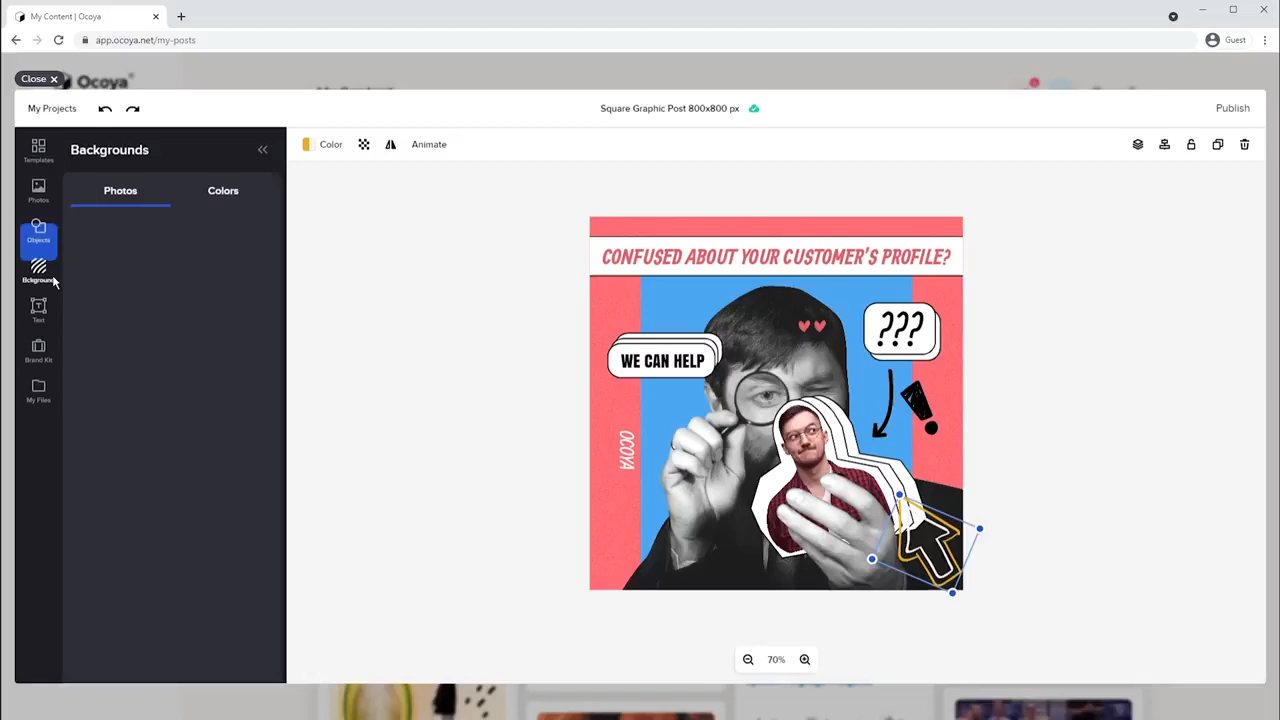 My Content | Ocoya
app.ocoya.net/my-posts
Guest
Close
Ocoya
My Projects
Square Graphic Post 800x800 px
Publish
Templates
Photos
Objects
Background
Text
Brand Kit
My Files
Backgrounds
Photos
Colors
Color
Animate
CONFUSED ABOUT YOUR CUSTOMER'S PROFILE?
???
WE CAN HELP
OCOYA
70%